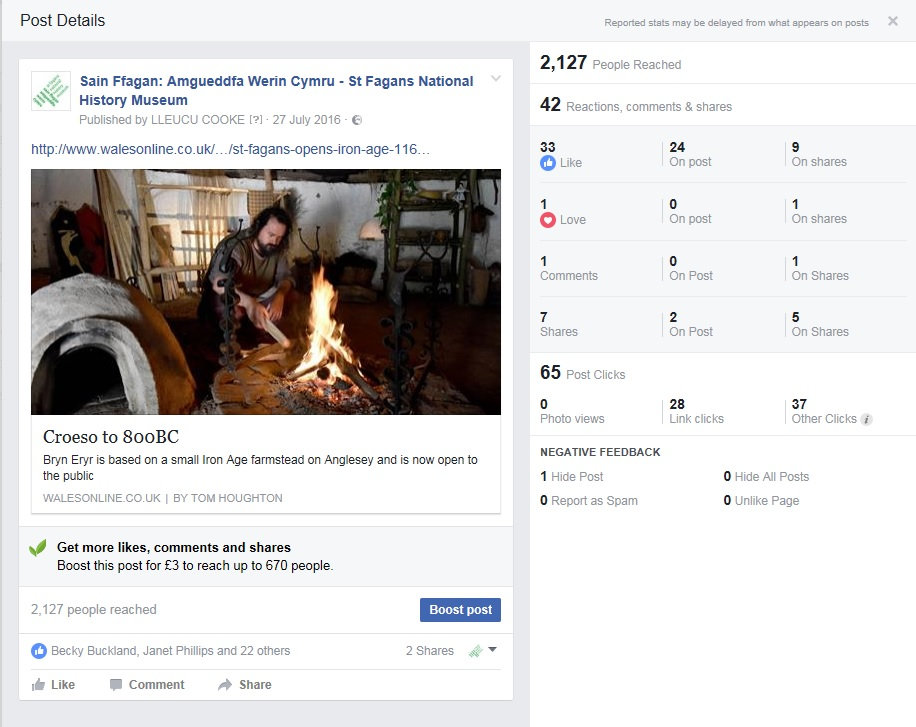 Post Details
Reported stats may be delayed from what appears on posts
Sain Ffagan: Amgueddfa Werin Cymru - St Fagans National
History Museum
Published by LLEUCU COOKE [?] · 27 July 2016 ·
http://www.walesonline.co.uk/…/st-fagans-opens-iron-age-116…
Croeso to 800BC
Bryn Eryr is based on a small Iron Age farmstead on Anglesey and is now open to
the public
WALESONLINE.CO.UK | BY TOM HOUGHTON
Get more likes, comments and shares
Boost this post for £3 to reach up to 670 people.
2,127 people reached
Boost post
Becky Buckland, Janet Phillips and 22 others
2 Shares
Like Comment Share
2,127 People Reached
42 Reactions, comments & shares
33 24 9
Like On post On shares
1 0 1
Love On post On shares
1 0 1
Comments On Post On Shares
7 2 5
Shares On Post On Shares
65 Post Clicks
0 28 37
Photo views Link clicks Other Clicks i
NEGATIVE FEEDBACK
1 Hide Post 0 Hide All Posts
0 Report as Spam 0 Unlike Page